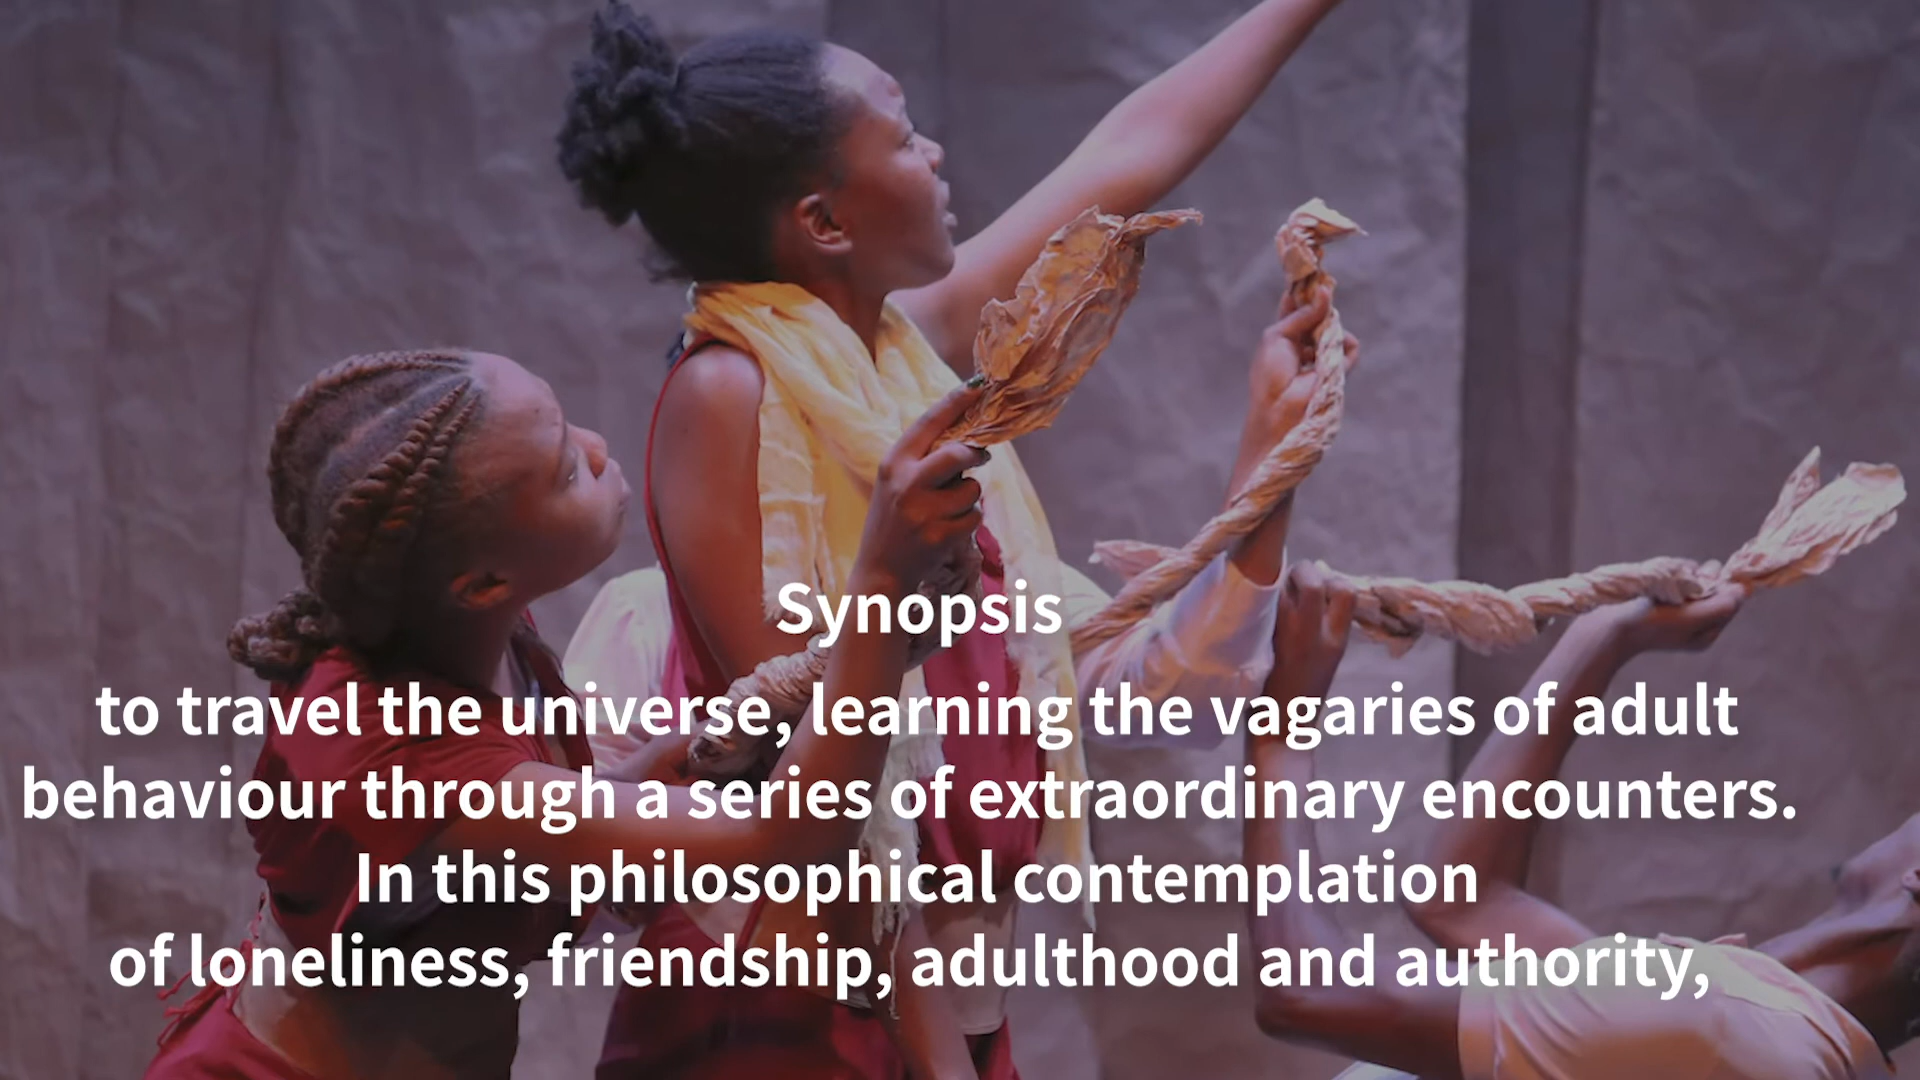 Synopsis
to travel the universe, learning the vagaries of adult
behaviour through a series of extraordinary encounters.
In this philosophical contemplation
of loneliness, friendship, adulthood and authority,